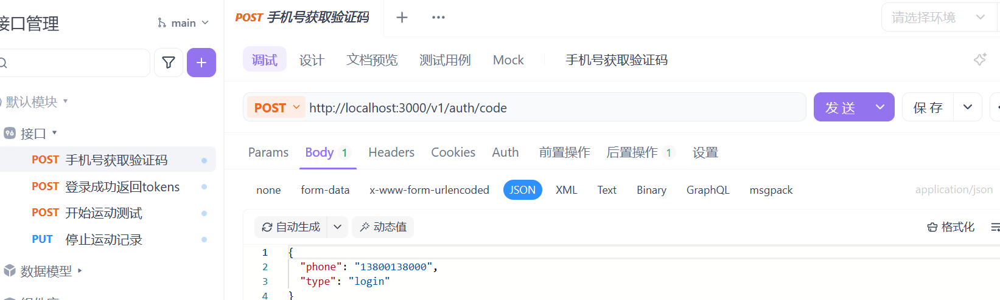 接口管理
main
默认模块
接口
POST 手机号获取验证码
POST 登录成功返回tokens
POST 开始运动测试
PUT 停止运动记录
数据模型
POST 手机号获取验证码
请选择环境
调试 设计 文档预览 测试用例 Mock 手机号获取验证码
POST http://localhost:3000/v1/auth/code 发送 保存
Params Body 1 Headers Cookies Auth 前置操作 后置操作 1 设置
none form-data x-www-form-urlencoded JSON XML Text Binary GraphQL msgpack application/json
自动生成 动态值 格式化
1 {
2 "phone": "13800138000",
3 "type": "login"
4 }